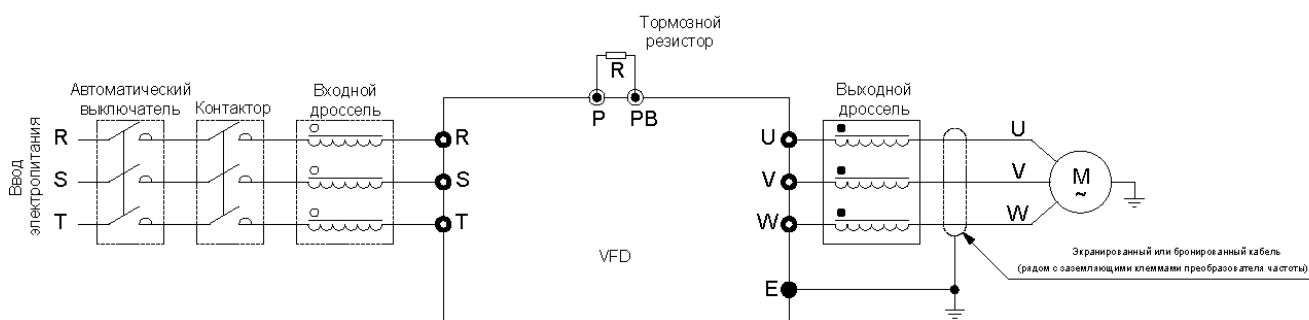 Тормозной
резистор
R
P PB
Автоматический
выключатель
Контактор
Входной
дроссель
Выходной
дроссель
Ввод
электропитания
R
S
T
R
S
T
VFD
U
V
W
E
U
V
W
M
~
Экранированный или бронированный кабель
(рядом с заземляющими клеммами преобразователя частоты)